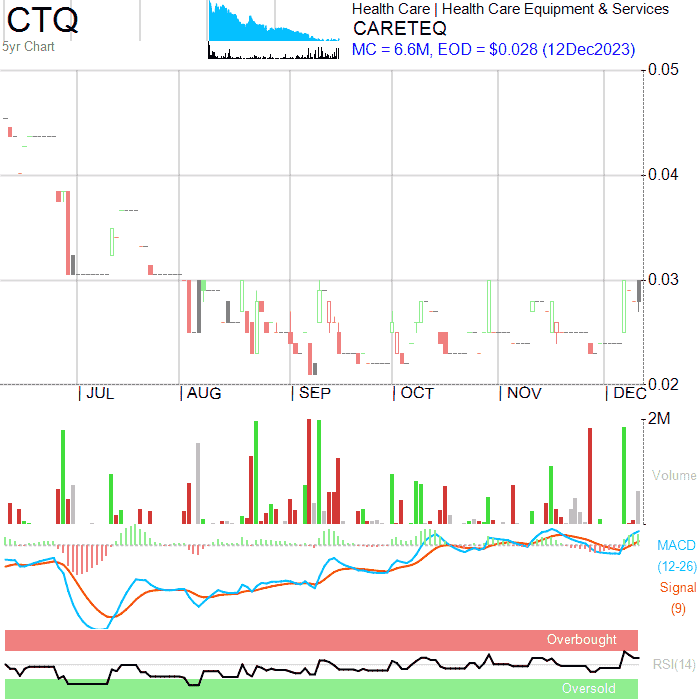 CTQ
5yr Chart
Health Care | Health Care Equipment & Services
CARETEQ
MC = 6.6M, EOD = $0.028 (12Dec2023)
0.05
0.04
0.03
0.02
| JUL | AUG | SEP | OCT | NOV | DEC
2M
Volume
MACD
(12-26)
Signal
(9)
Overbought
RSI(14)
Oversold